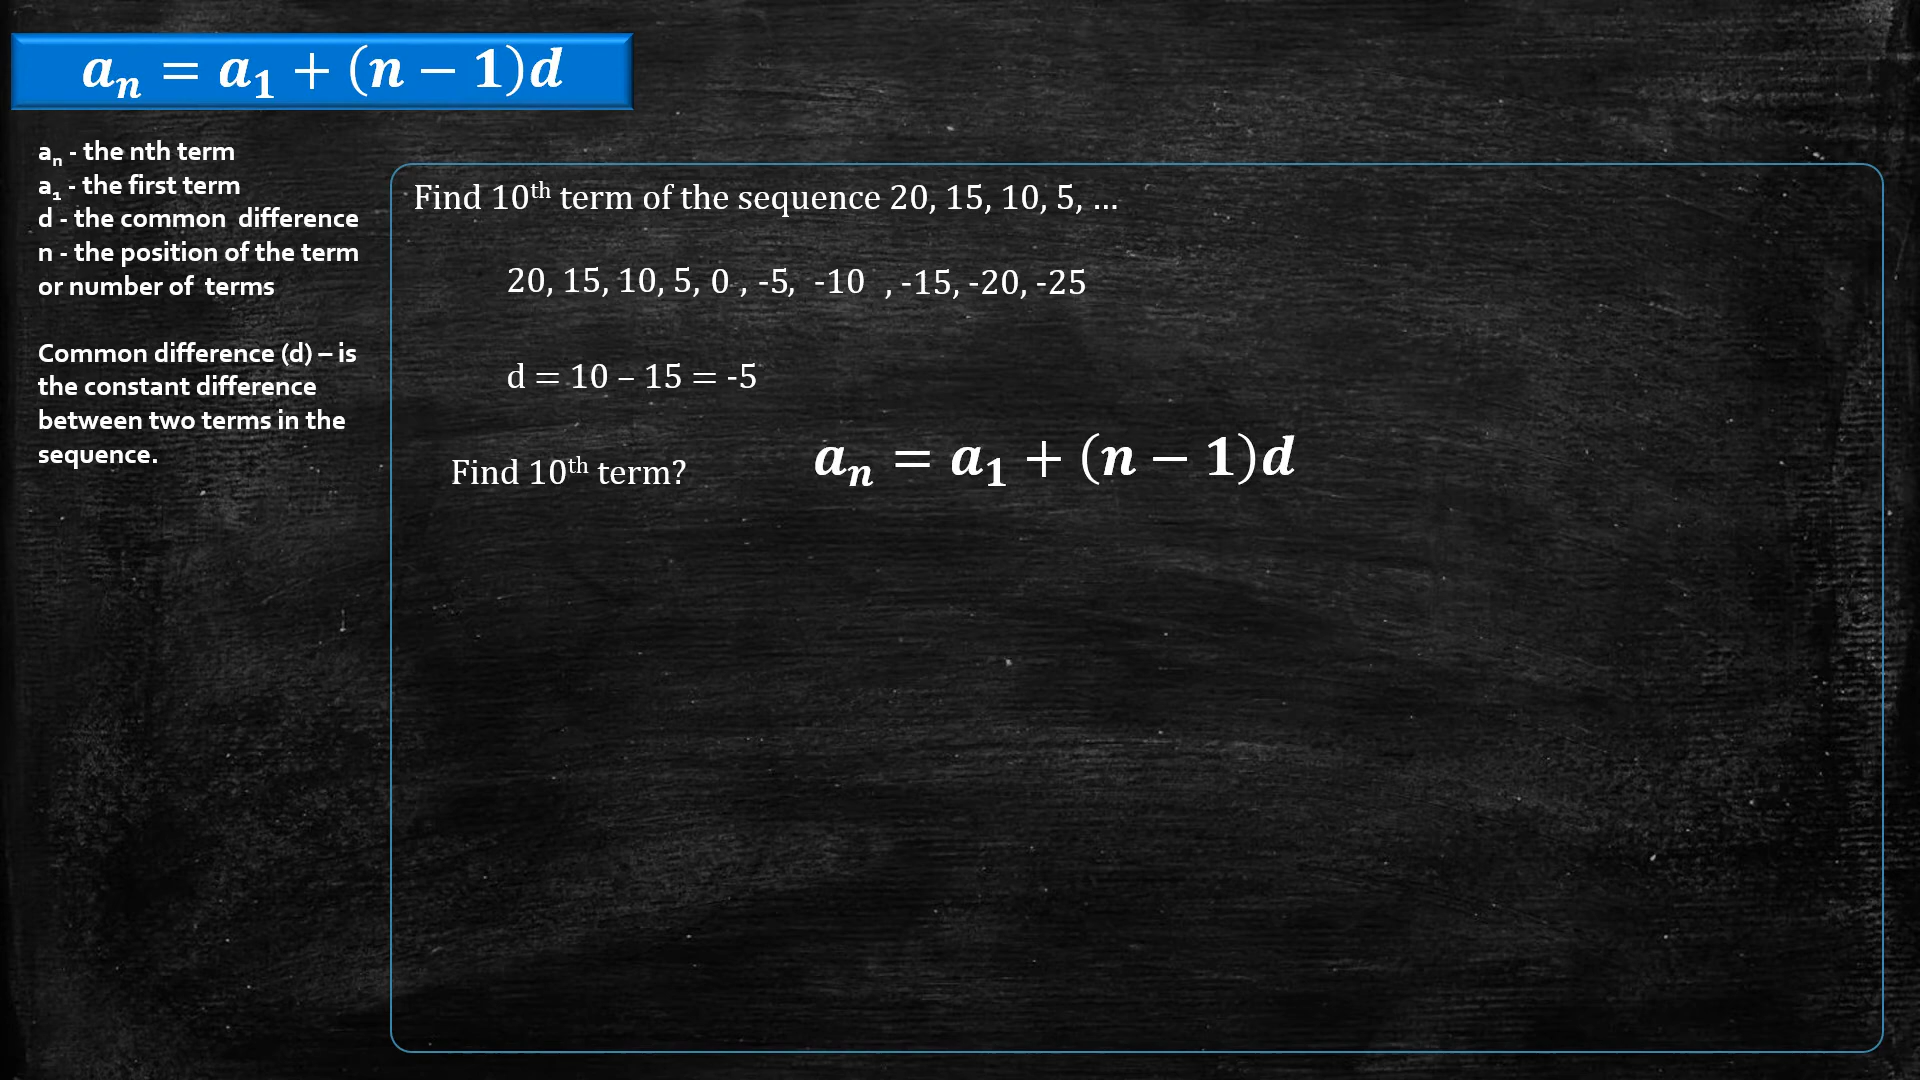 aₙ = a₁ + (n − 1)d
aₙ - the nth term
a₁ - the first term
d - the common difference
n - the position of the term
or number of terms
Common difference (d) – is
the constant difference
between two terms in the
sequence.
Find 10ᵗʰ term of the sequence 20, 15, 10, 5, …
20, 15, 10, 5, 0 , -5, -10 , -15, -20, -25
d = 10 – 15 = -5
Find 10ᵗʰ term? aₙ = a₁ + (n − 1)d